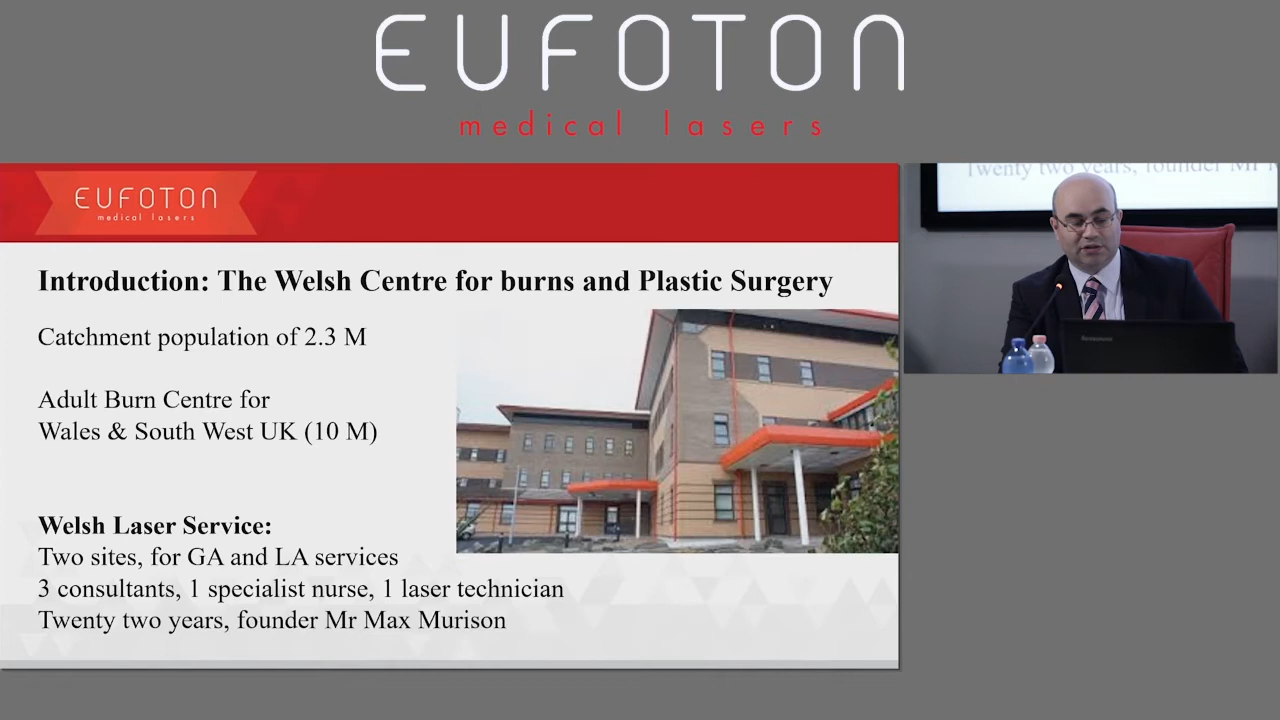 EUFOTON
medical lasers
EUFOTON
medical lasers
Introduction: The Welsh Centre for burns and Plastic Surgery
Catchment population of 2.3 M
Adult Burn Centre for
Wales & South West UK (10 M)
Welsh Laser Service:
Two sites, for GA and LA services
3 consultants, 1 specialist nurse, 1 laser technician
Twenty two years, founder Mr Max Murison
Twenty two years, founder Mr